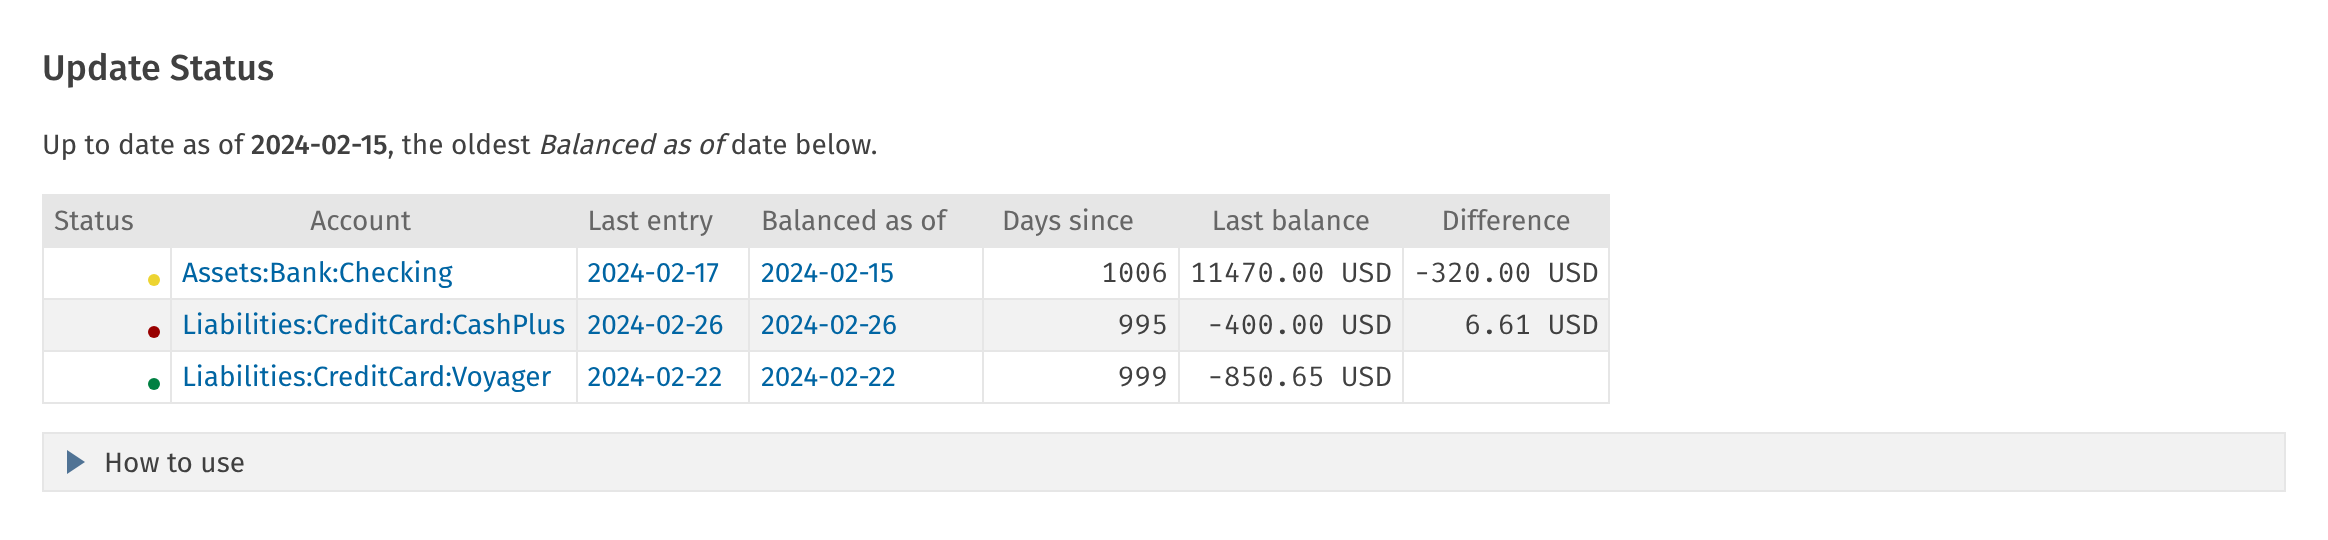 Update Status
Up to date as of 2024-02-15, the oldest Balanced as of date below.
Status Account Last entry Balanced as of Days since Last balance Difference
Assets:Bank:Checking 2024-02-17 2024-02-15 1006 11470.00 USD -320.00 USD
Liabilities:CreditCard:CashPlus 2024-02-26 2024-02-26 995 -400.00 USD 6.61 USD
Liabilities:CreditCard:Voyager 2024-02-22 2024-02-22 999 -850.65 USD
How to use